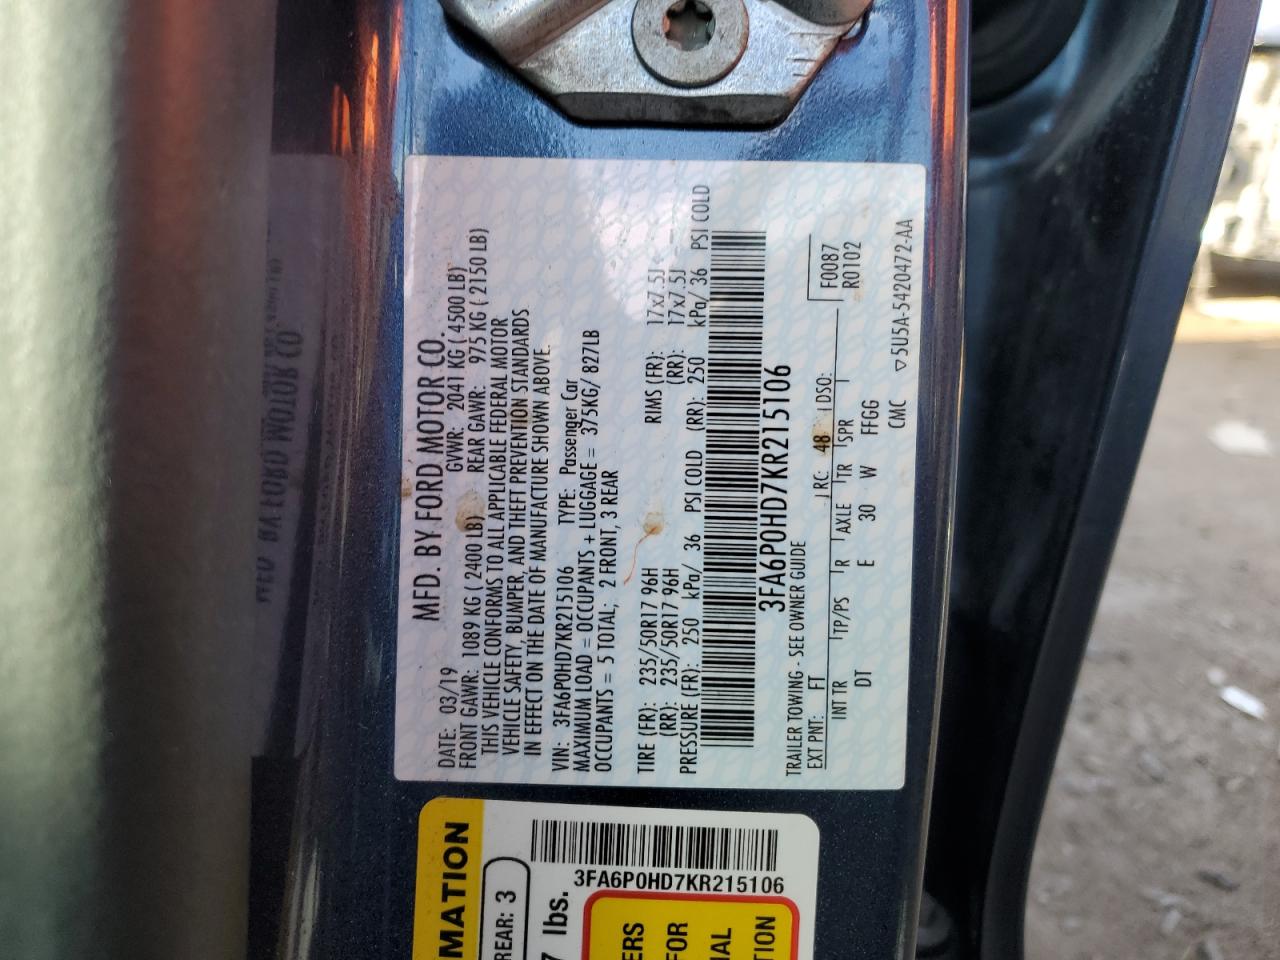 MFD. BY FORD MOTOR CO.
DATE: 03/19 GVWR: 2041 KG ( 4500 LB)
FRONT GAWR: 1089 KG ( 2400 LB) REAR GAWR: 975 KG ( 2150 LB)
THIS VEHICLE CONFORMS TO ALL APPLICABLE FEDERAL MOTOR
VEHICLE SAFETY, BUMPER, AND THEFT PREVENTION STANDARDS
IN EFFECT ON THE DATE OF MANUFACTURE SHOWN ABOVE.
VIN: 3FA6P0HD7KR215106 TYPE: Passenger Car
MAXIMUM LOAD = OCCUPANTS + LUGGAGE = 375KG/ 827LB
OCCUPANTS = 5 TOTAL; 2 FRONT, 3 REAR
TIRE (FR): 235/50R17 96H RIMS (FR): 17x7.5J
(RR): 235/50R17 96H (RR): 17x7.5J
PRESSURE (FR): 250 kPa/ 36 PSI COLD (RR): 250 kPa/ 36 PSI COLD
3FA6P0HD7KR215106
TRAILER TOWING - SEE OWNER GUIDE
EXT PNT: FT RC: 48 DSO: F0087
INT TR TP/PS R AXLE TR SPR R0102
DT E 30 W FFGG
CMC ▽5U5A-5420472-AA
MATION
REAR: 3
3FA6P0HD7KR215106
7 lbs.
ERS
FOR
IAL
TION